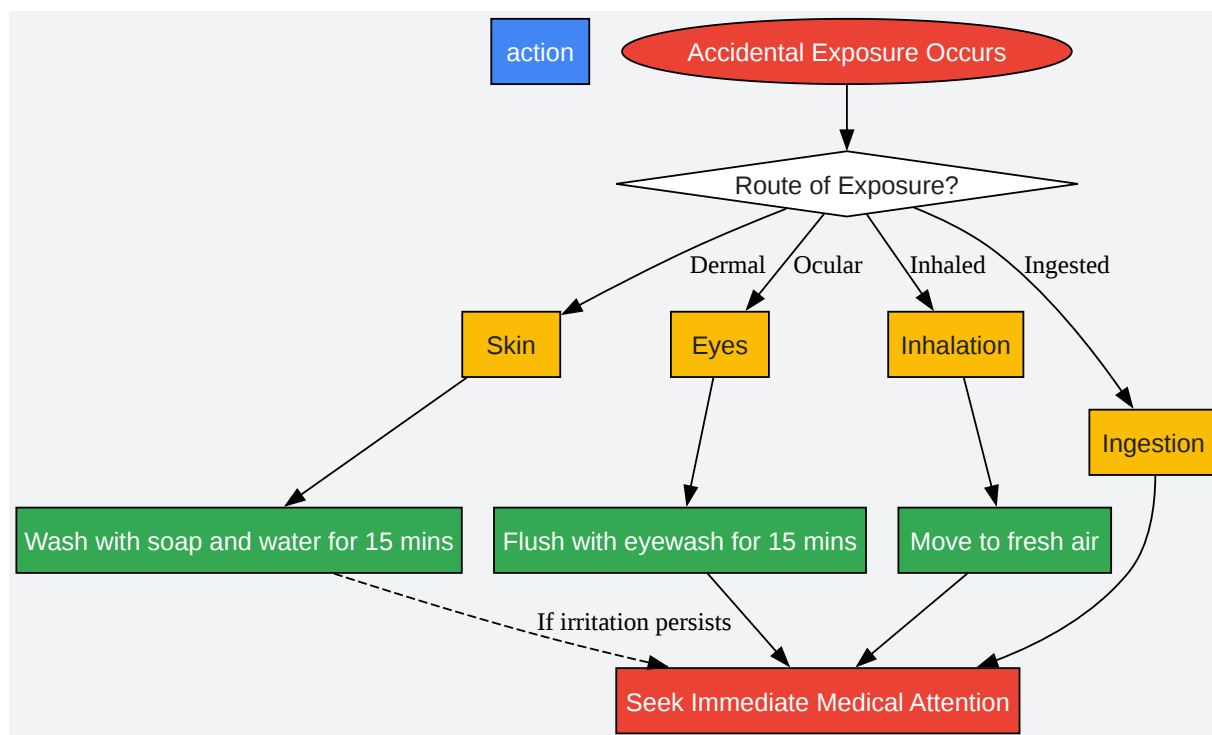 action
Accidental Exposure Occurs
Route of Exposure?
Dermal
Ocular
Inhaled
Ingested
Skin
Eyes
Inhalation
Ingestion
Wash with soap and water for 15 mins
Flush with eyewash for 15 mins
Move to fresh air
If irritation persists
Seek Immediate Medical Attention